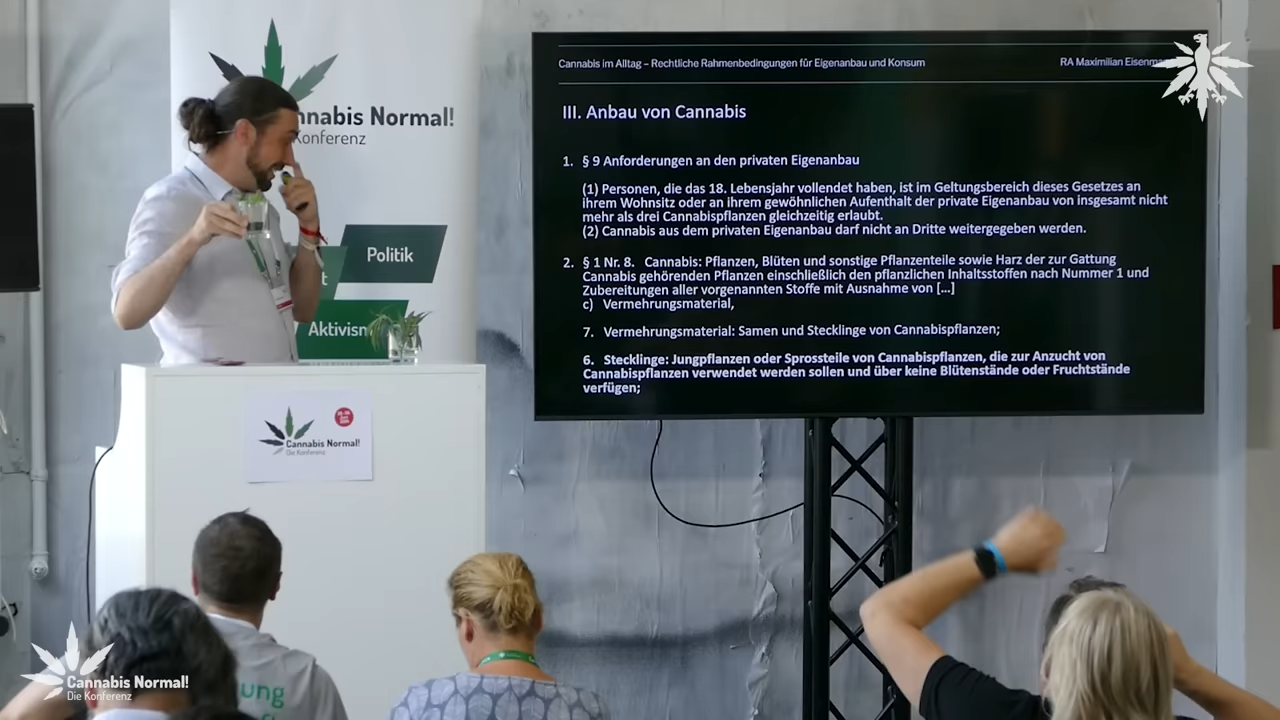 nnabis Normal!
Konferenz
Politik
t
Aktivism
Cannabis Normal!
Die Konferenz
Cannabis im Alltag – Rechtliche Rahmenbedingungen für Eigenanbau und Konsum
RA Maximilian Eisenma
III. Anbau von Cannabis
1. § 9 Anforderungen an den privaten Eigenanbau
(1) Personen, die das 18. Lebensjahr vollendet haben, ist im Geltungsbereich dieses Gesetzes an
ihrem Wohnsitz oder an ihrem gewöhnlichen Aufenthalt der private Eigenanbau von insgesamt nicht
mehr als drei Cannabispflanzen gleichzeitig erlaubt.
(2) Cannabis aus dem privaten Eigenanbau darf nicht an Dritte weitergegeben werden.
2. § 1 Nr. 8. Cannabis: Pflanzen, Blüten und sonstige Pflanzenteile sowie Harz der zur Gattung
Cannabis gehörenden Pflanzen einschließlich den pflanzlichen Inhaltsstoffen nach Nummer 1 und
Zubereitungen aller vorgenannten Stoffe mit Ausnahme von [...]
c) Vermehrungsmaterial,
7. Vermehrungsmaterial: Samen und Stecklinge von Cannabispflanzen;
6. Stecklinge: Jungpflanzen oder Sprossteile von Cannabispflanzen, die zur Anzucht von
Cannabispflanzen verwendet werden sollen und über keine Blütenstände oder Fruchtstände
verfügen;
ung
Cannabis Normal!
Die Konferenz